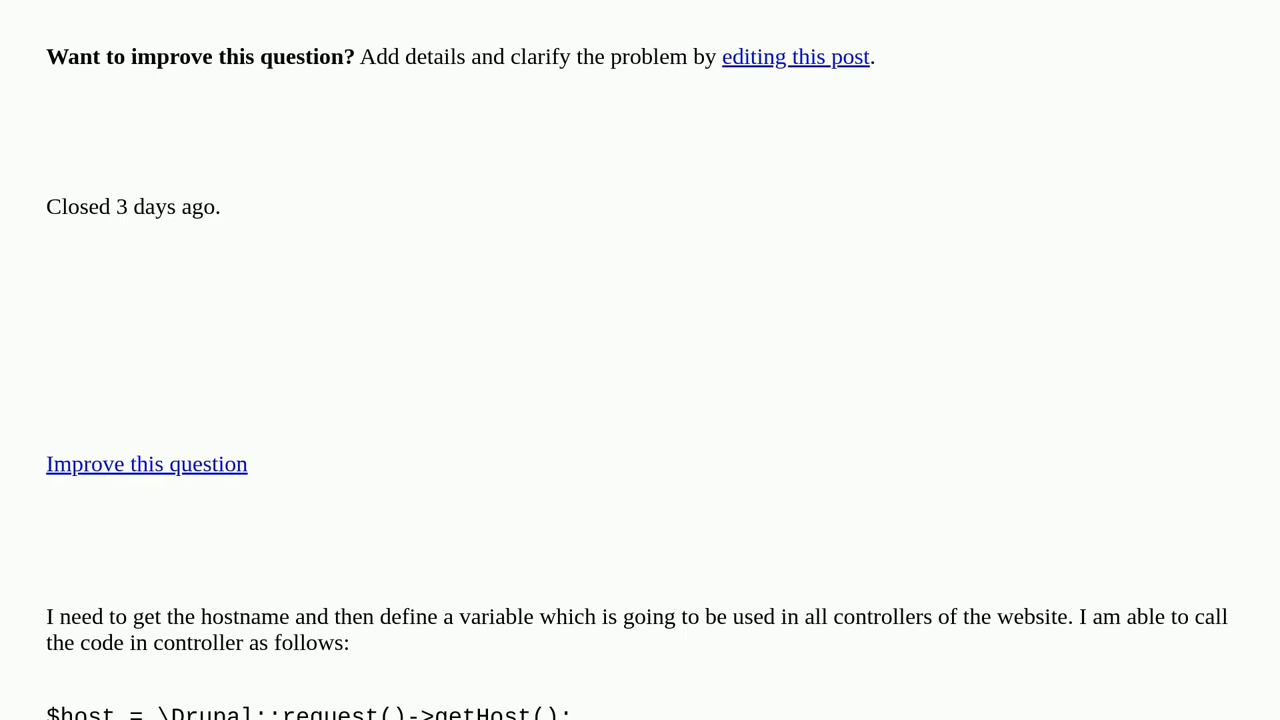 Want to improve this question? Add details and clarify the problem by editing this post.
Closed 3 days ago.
Improve this question
I need to get the hostname and then define a variable which is going to be used in all controllers of the website. I am able to call
the code in controller as follows:
$host = \Drupal::request()->getHost();